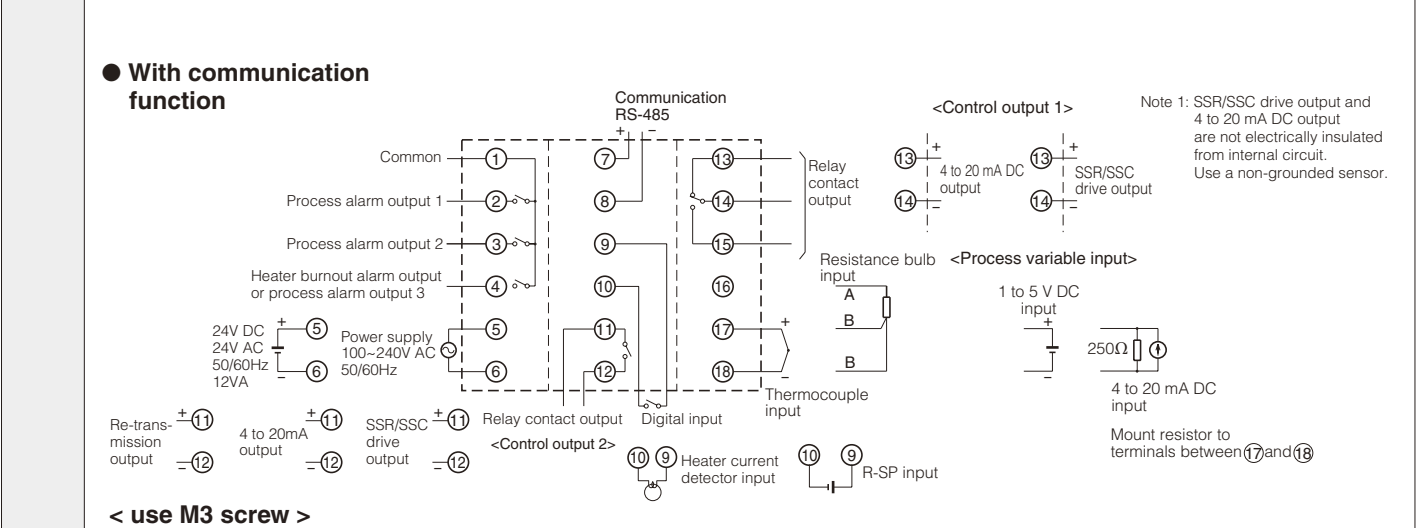 ● With communication
function
Communication
RS-485
+ −
<Control output 1>
Note 1: SSR/SSC drive output and
4 to 20 mA DC output
are not electrically insulated
from internal circuit.
Use a non-grounded sensor.
Common
Process alarm output 1
Process alarm output 2
Heater burnout alarm output
or process alarm output 3
① ② ③ ④ ⑤ ⑥
⑦ ⑧ ⑨ ⑩ ⑪ ⑫
⑬ ⑭ ⑮ ⑯ ⑰ ⑱
Relay
contact
output
⑬ +
⑭ −
4 to 20 mA DC
output
⑬ +
⑭ −
SSR/SSC
drive output
24V DC
24V AC
50/60Hz
12VA
+ ⑤
− ⑥
Power supply
100~240V AC
50/60Hz
+
−
Thermocouple
input
Resistance bulb
input
A
B
B
<Process variable input>
1 to 5 V DC
input
+
−
250Ω
4 to 20 mA DC
input
Mount resistor to
terminals between ⑰ and ⑱
Re-trans-
mission
output
+ ⑪
− ⑫
4 to 20mA
output
+ ⑪
− ⑫
SSR/SSC
drive
output
+ ⑪
− ⑫
Relay contact output
<Control output 2>
Digital input
⑩ ⑨ Heater current
detector input
⑩ ⑨
R-SP input
< use M3 screw >